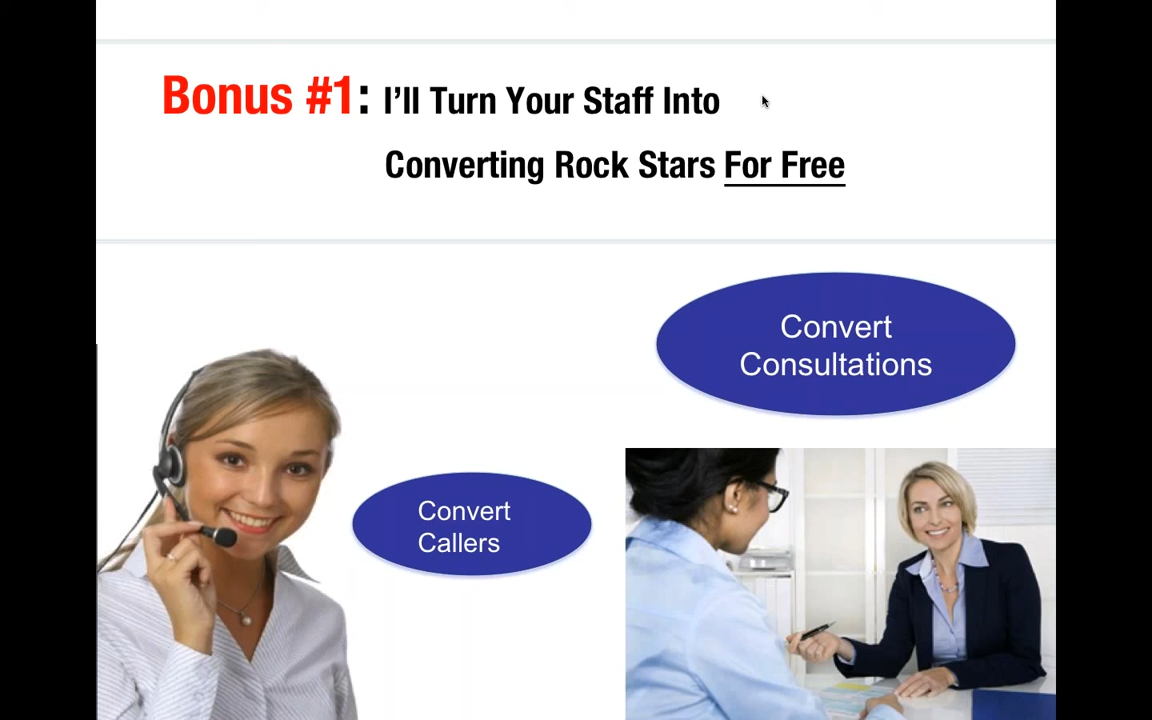 Bonus #1: I’ll Turn Your Staff Into
Converting Rock Stars For Free
Convert
Consultations
Convert
Callers